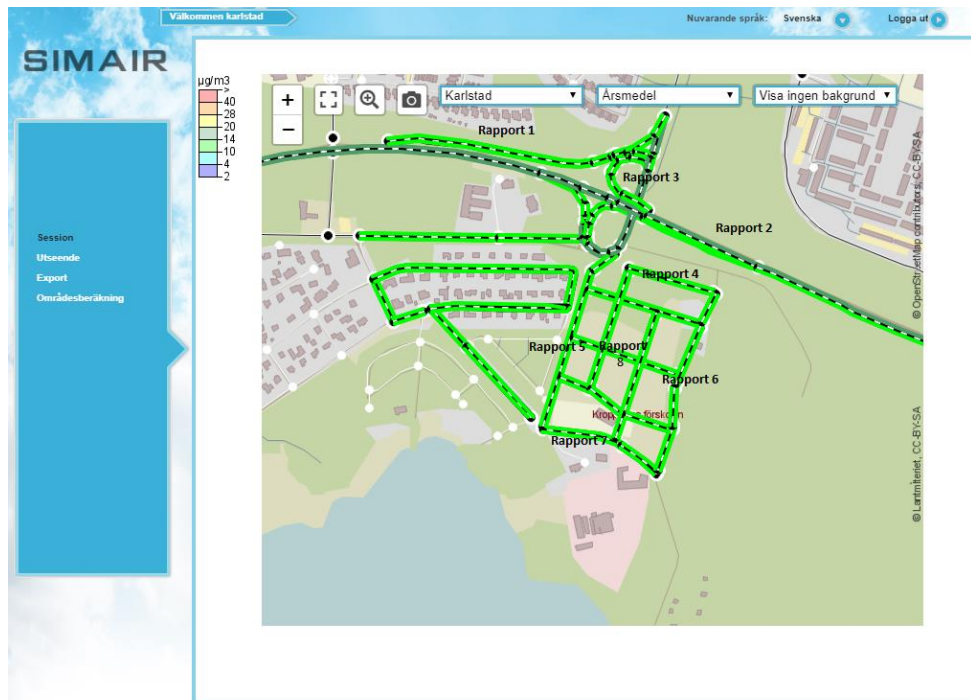 Välkommen karlstad
Nuvarande språk: Svenska
Logga ut
SIMAIR
µg/m3
>
40
28
20
14
10
4
2
+
−
Karlstad
Årsmedel
Visa ingen bakgrund
Rapport 1
Rapport 3
Rapport 2
Rapport 4
Rapport 5
Rapport
8
Rapport 6
Rapport 7
förskolan
Session
Utseende
Export
Områdesberäkning
© OpenStreetMap contributors, CC-BY-SA
© Lantmäteriet, CC-BY-SA